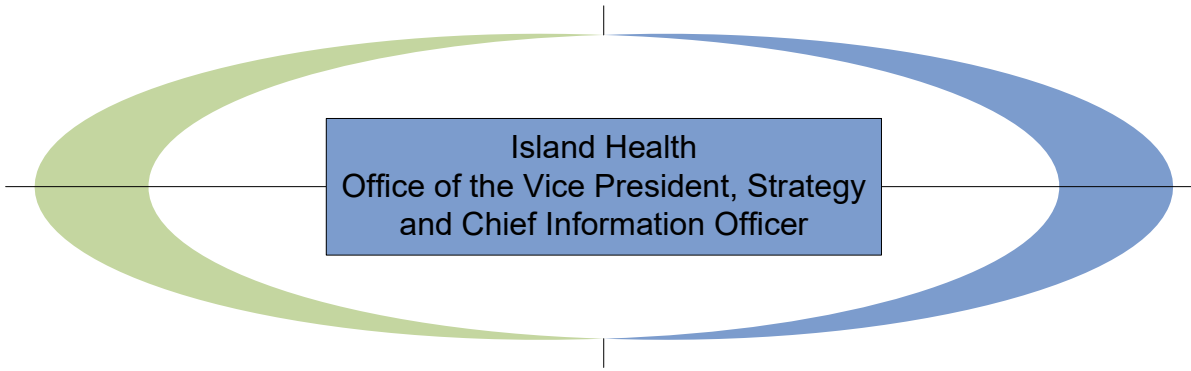 Island Health
Office of the Vice President, Strategy
and Chief Information Officer